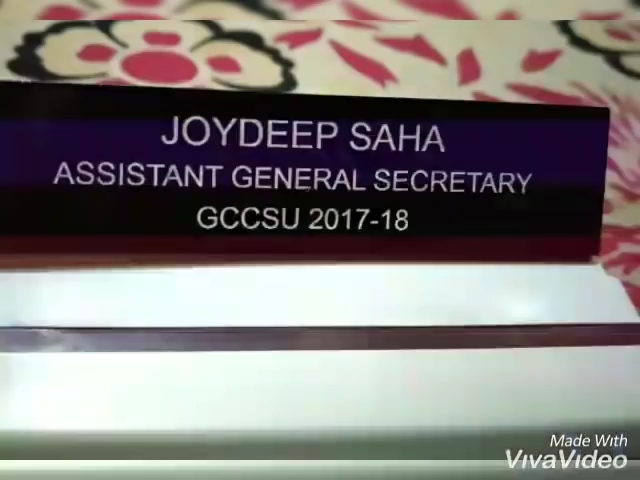 JOYDEEP SAHA
ASSISTANT GENERAL SECRETARY
GCCSU 2017-18
Made With
VivaVideo